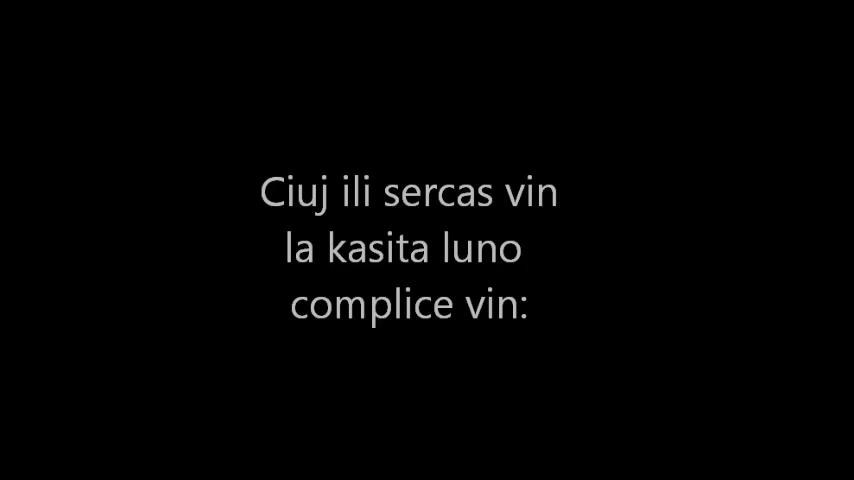 Ciuj ili sercas vin
la kasita luno
complice vin: